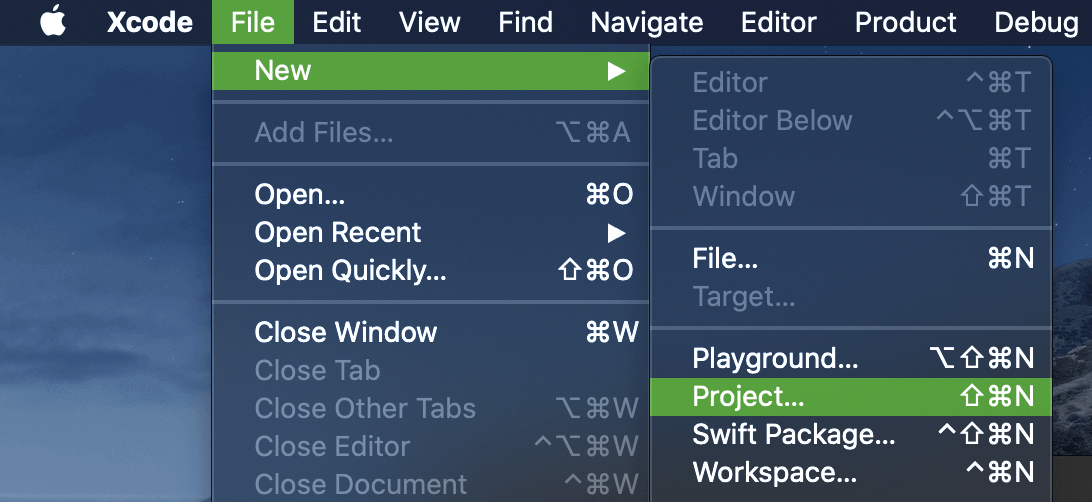 Xcode File Edit View Find Navigate Editor Product Debug
New ▶
Add Files... ⌥⌘A
Open... ⌘O
Open Recent ▶
Open Quickly... ⇧⌘O
Close Window ⌘W
Close Tab
Close Other Tabs ⌥⌘W
Close Editor ⌃⌥⌘W
Close Document ⌃⌘W
Editor ⌃⌘T
Editor Below ⌃⌥⌘T
Tab ⌘T
Window ⇧⌘T
File... ⌘N
Target...
Playground... ⌥⇧⌘N
Project... ⇧⌘N
Swift Package... ⌃⇧⌘N
Workspace... ⌃⌘N